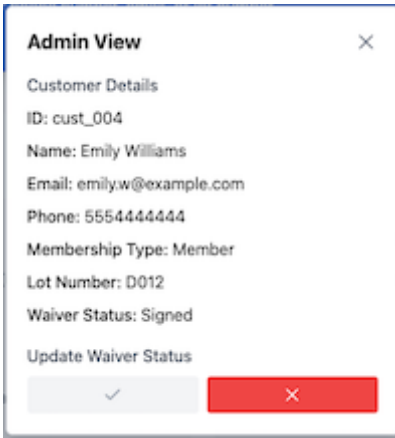 Admin View
Customer Details
ID: cust_004
Name: Emily Williams
Email: emily.w@example.com
Phone: 5554444444
Membership Type: Member
Lot Number: D012
Waiver Status: Signed
Update Waiver Status